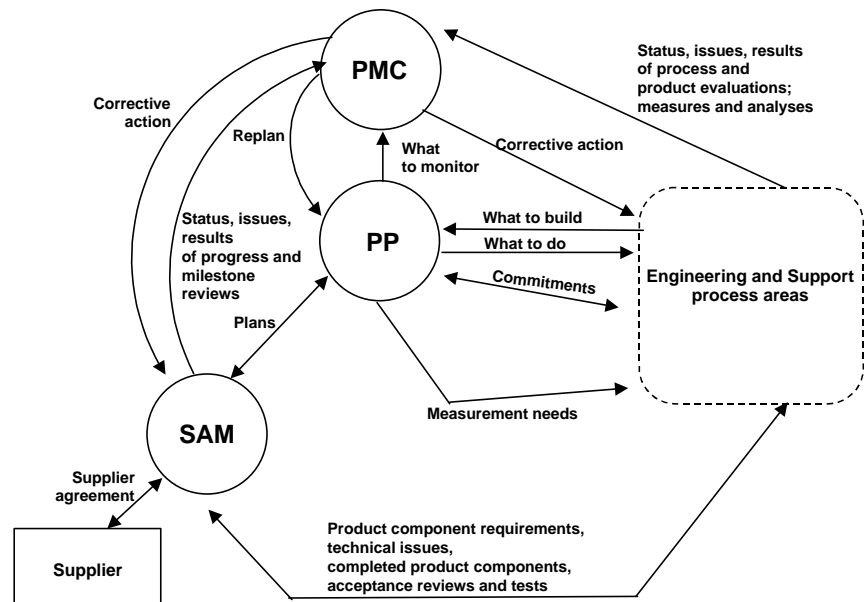 PMC
Status, issues, results
of process and
product evaluations;
measures and analyses
Corrective
action
Replan
What
to monitor
Corrective action
Status, issues,
results
of progress and
milestone
reviews
PP
What to build
What to do
Commitments
Engineering and Support
process areas
Plans
Measurement needs
SAM
Supplier
agreement
Supplier
Product component requirements,
technical issues,
completed product components,
acceptance reviews and tests